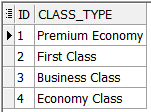 ID CLASS_TYPE
1 Premium Economy
2 First Class
3 Business Class
4 Economy Class